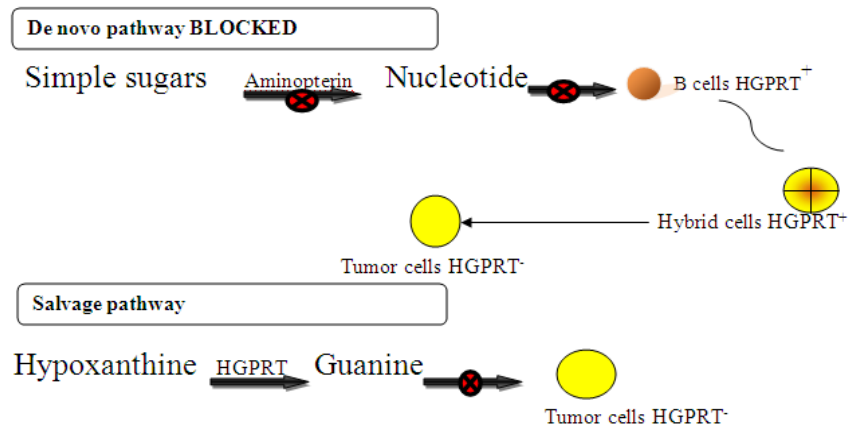 De novo pathway BLOCKED
Simple sugars Aminopterin Nucleotide B cells HGPRT+
Hybrid cells HGPRT+
Tumor cells HGPRT-
Salvage pathway
Hypoxanthine HGPRT Guanine
Tumor cells HGPRT-